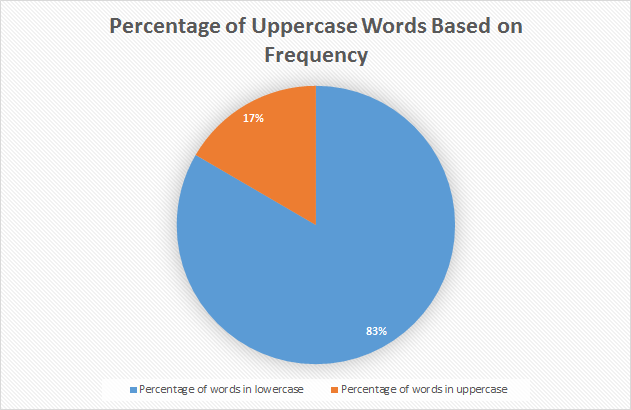 Percentage of Uppercase Words Based on
Frequency
17%
83%
Percentage of words in lowercase
Percentage of words in uppercase